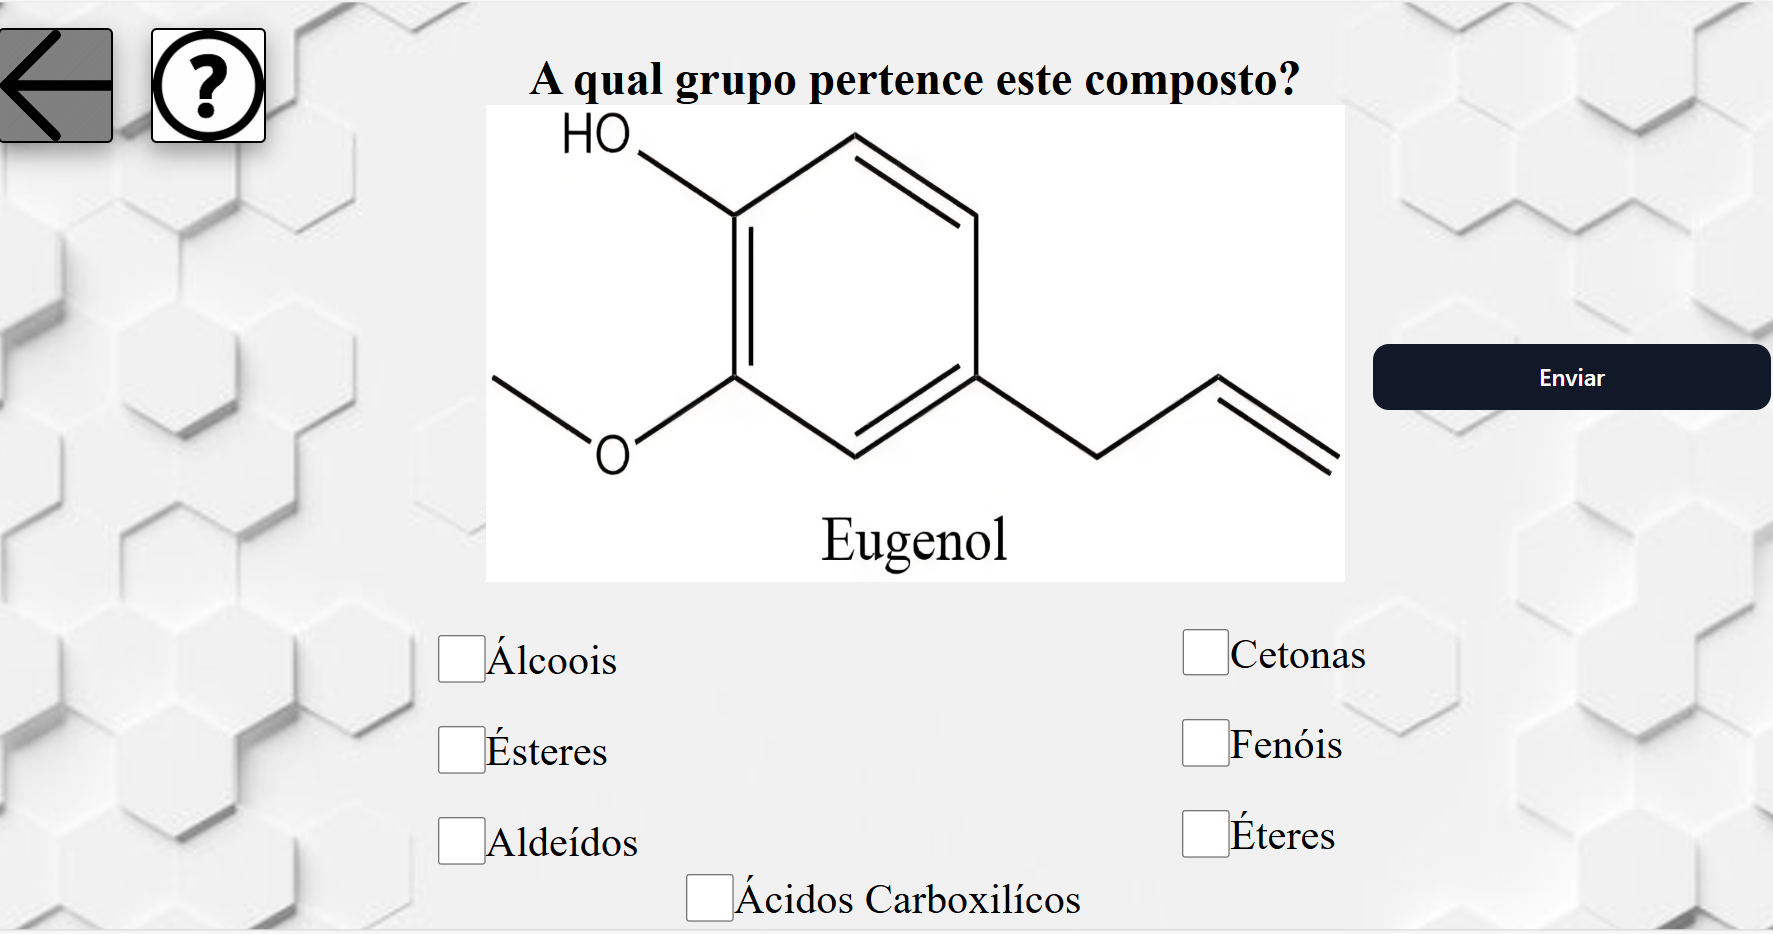 ?
A qual grupo pertence este composto?
HO
O
Eugenol
Enviar
Álcoois
Cetonas
Ésteres
Fenóis
Aldeídos
Éteres
Ácidos Carboxilícos